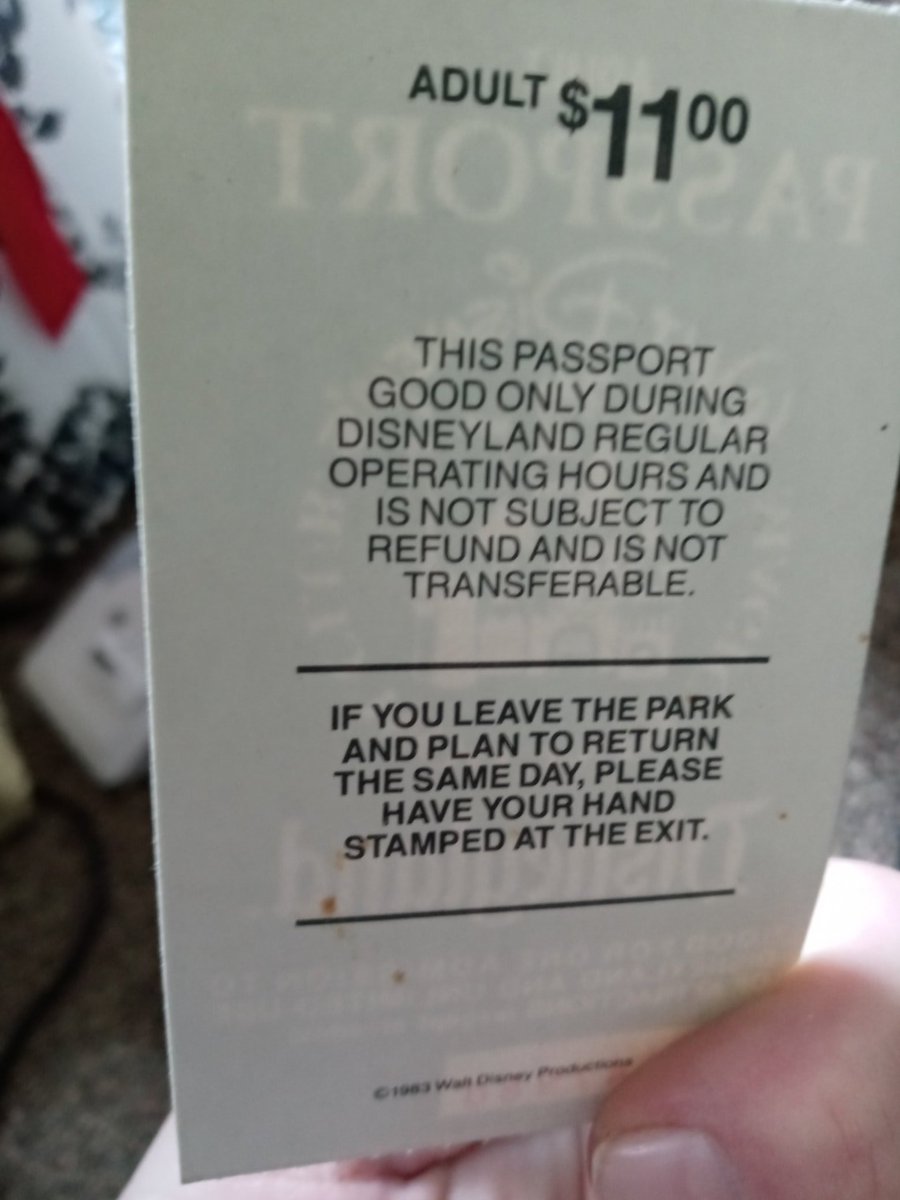 ADULT $11.00
THIS PASSPORT
GOOD ONLY DURING
DISNEYLAND REGULAR
OPERATING HOURS AND
IS NOT SUBJECT TO
REFUND AND IS NOT
TRANSFERABLE.
IF YOU LEAVE THE PARK
AND PLAN TO RETURN
THE SAME DAY, PLEASE
HAVE YOUR HAND
STAMPED AT THE EXIT.
©1983 Walt Disney Productions